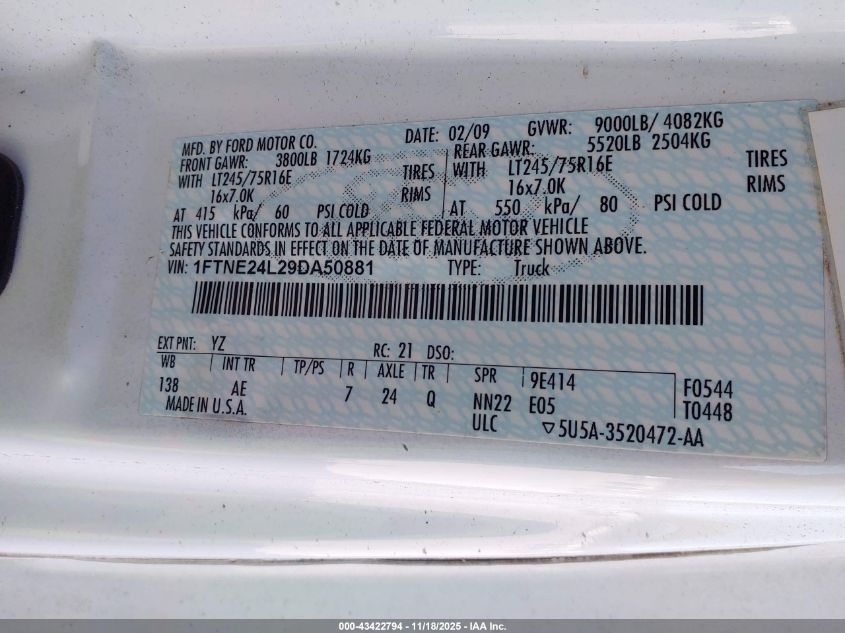 MFD. BY FORD MOTOR CO. DATE: 02/09 GVWR: 9000LB/ 4082KG
FRONT GAWR: 3800LB 1724KG REAR GAWR: 5520LB 2504KG
WITH LT245/75R16E TIRES WITH LT245/75R16E TIRES
16x7.0K RIMS 16x7.0K RIMS
AT 415 kPa/ 60 PSI COLD AT 550 kPa/ 80 PSI COLD
THIS VEHICLE CONFORMS TO ALL APPLICABLE FEDERAL MOTOR VEHICLE
SAFETY STANDARDS IN EFFECT ON THE DATE OF MANUFACTURE SHOWN ABOVE.
VIN: 1FTNE24L29DA50881 TYPE: Truck
EXT PNT: YZ RC: 21 DSO:
WB INT TR TP/PS R AXLE TR SPR 9E414 F0544
138 AE 7 24 Q NN22 E05 T0448
MADE IN U.S.A. ULC ▽5U5A-3520472-AA
000-43422794 - 11/18/2025 - IAA Inc.